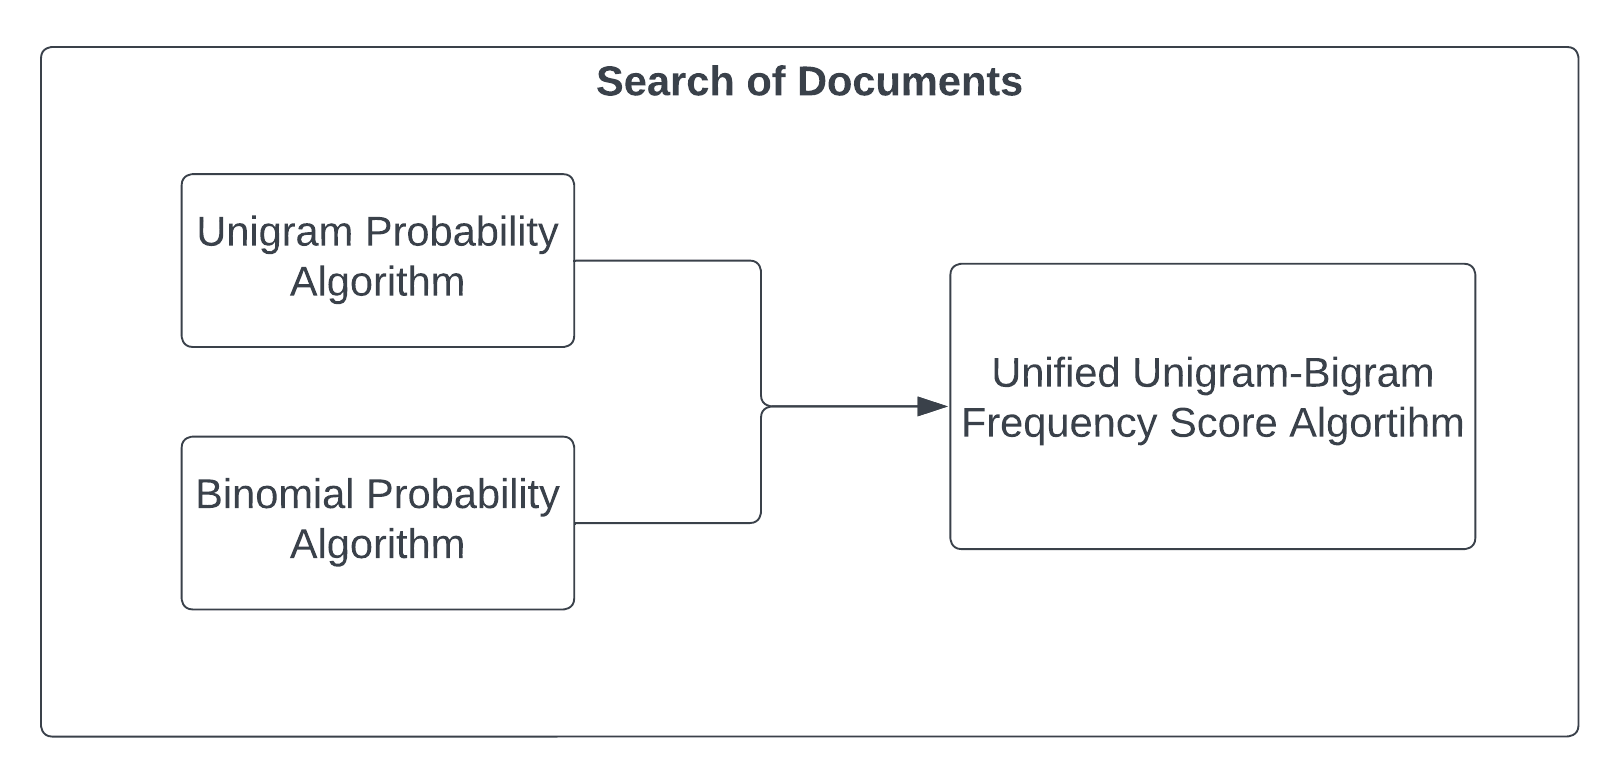 Search of Documents
Unigram Probability
Algorithm
Binomial Probability
Algorithm
Unified Unigram-Bigram
Frequency Score Algortihm